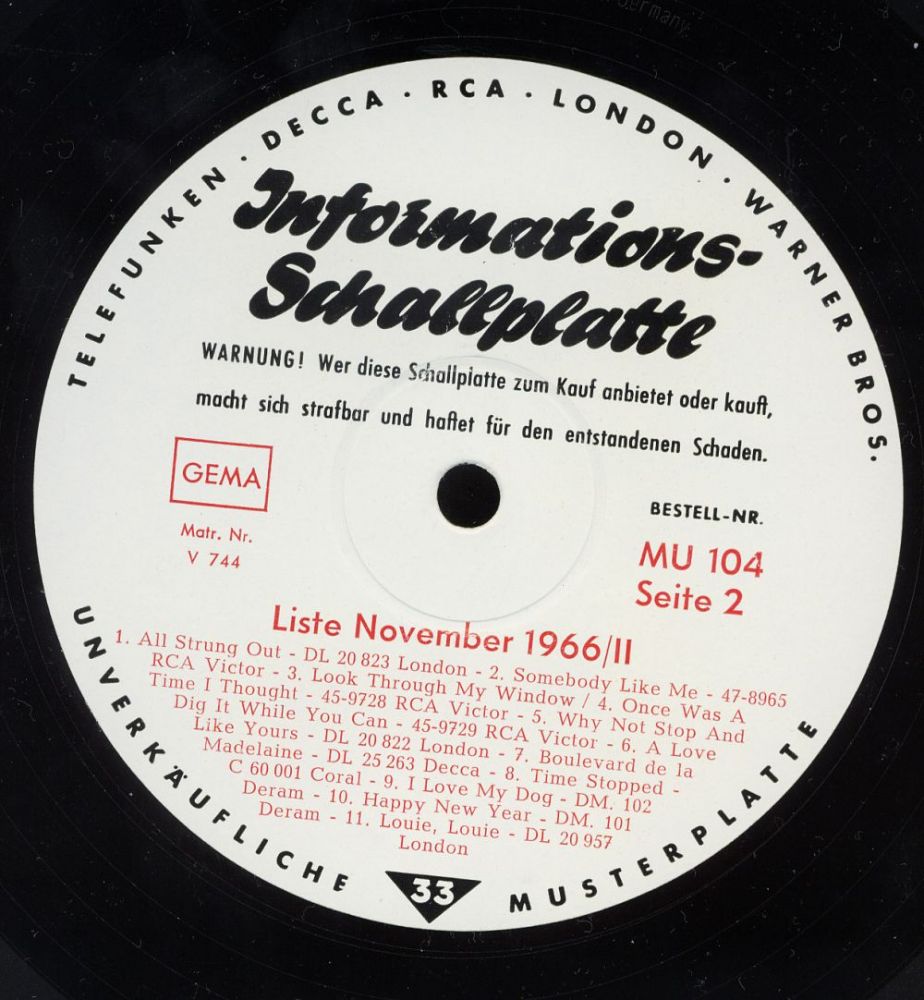 Germany.
TELEFUNKEN · DECCA · RCA · LONDON · WARNER BROS.
Informations-
Schallplatte
WARNUNG! Wer diese Schallplatte zum Kauf anbietet oder kauft,
macht sich strafbar und haftet für den entstandenen Schaden.
GEMA
Matr. Nr.
V 744
BESTELL-NR.
MU 104
Seite 2
Liste November 1966/II
1. All Strung Out - DL 20 823 London - 2. Somebody Like Me - 47-8965
RCA Victor - 3. Look Through My Window / 4. Once Was A
Time I Thought - 45-9728 RCA Victor - 5. Why Not Stop And
Dig It While You Can - 45-9729 RCA Victor - 6. A Love
Like Yours - DL 20 822 London - 7. Boulevard de la
Madelaine - DL 25 263 Decca - 8. Time Stopped -
C 60 001 Coral - 9. I Love My Dog - DM. 102
Deram - 10. Happy New Year - DM. 101
Deram - 11. Louie, Louie - DL 20 957
London
UNVERKÄUFLICHE
33
MUSTERPLATTE